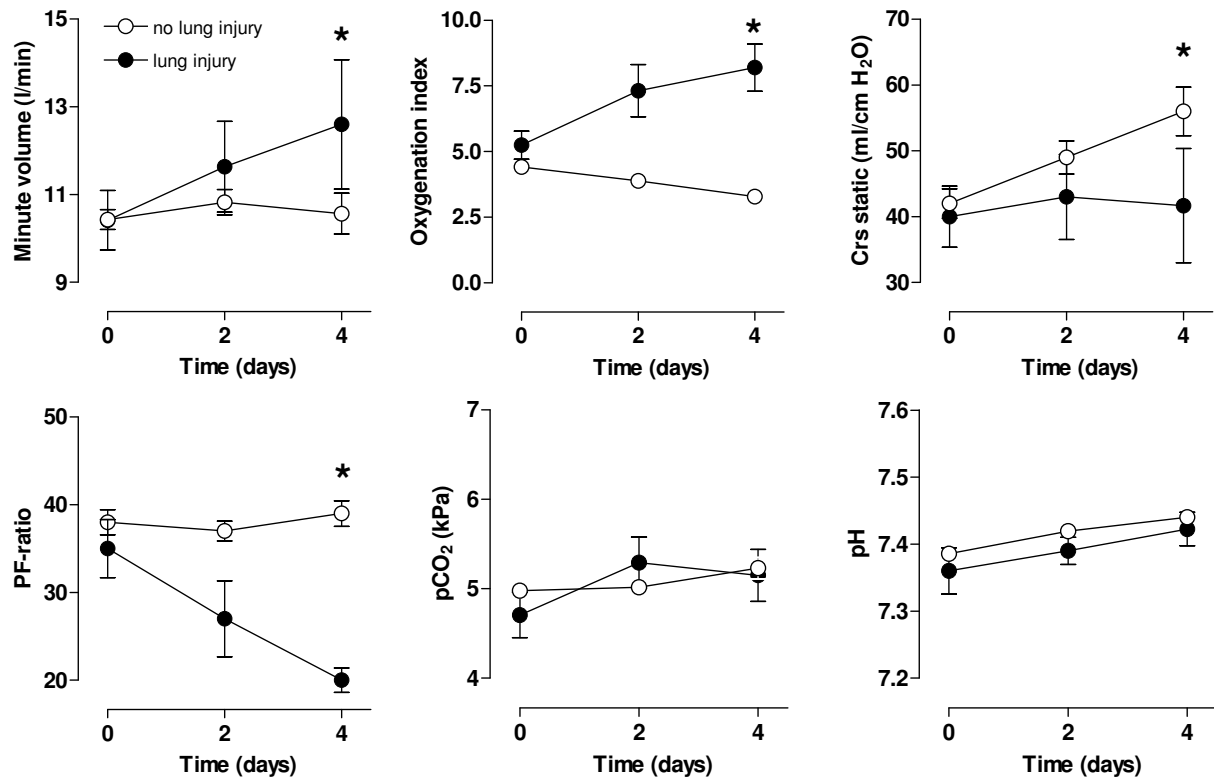 Minute volume (l/min)
15
13
11
9
no lung injury
lung injury
*
0 2 4
Time (days)
Oxygenation index
10.0
7.5
5.0
2.5
0.0
*
0 2 4
Time (days)
Crs static (ml/cm H₂O)
70
60
50
40
30
*
0 2 4
Time (days)
PF-ratio
50
40
30
20
*
0 2 4
Time (days)
pCO₂ (kPa)
7
6
5
4
0 2 4
Time (days)
pH
7.6
7.5
7.4
7.3
7.2
0 2 4
Time (days)